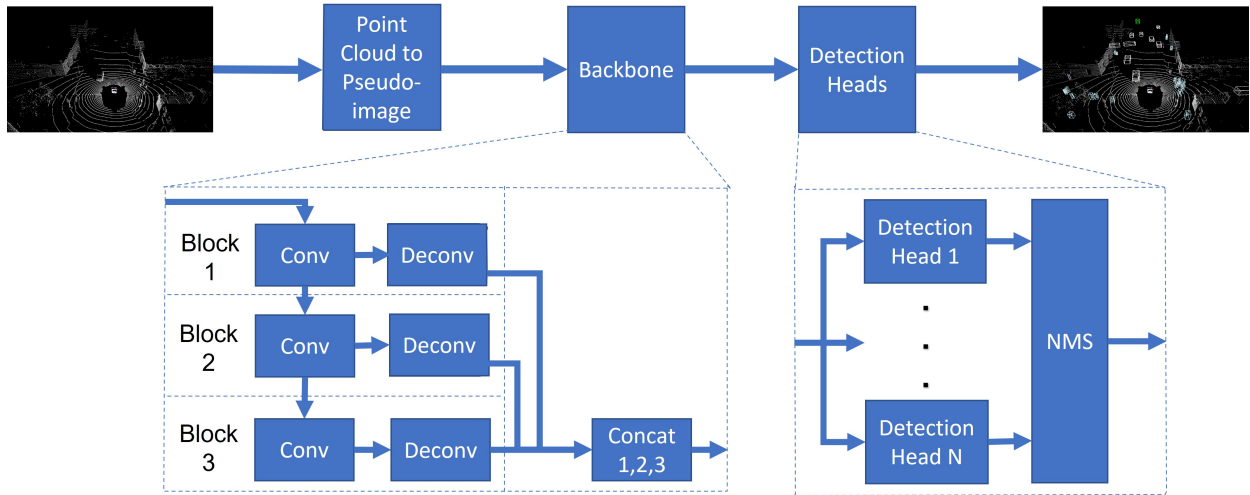 Point
Cloud to
Pseudo-
image
Backbone
Detection
Heads
Block
1
Conv
Deconv
Block
2
Conv
Deconv
Block
3
Conv
Deconv
Concat
1,2,3
Detection
Head 1
.
.
.
Detection
Head N
NMS